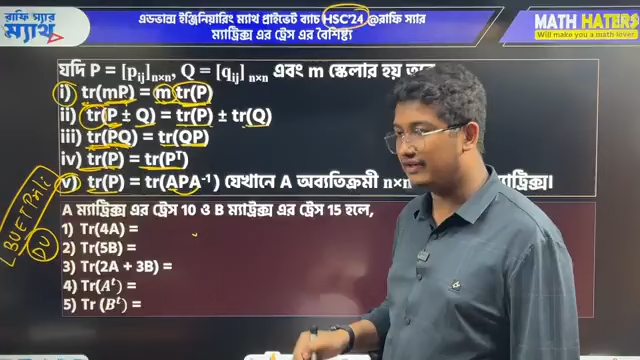 রাফি স্যার
ম্যাথ
এডভান্স ইঞ্জিনিয়ারিং ম্যাথ প্রাইভেট ব্যাচ HSC'24 @রাফি স্যার
ম্যাট্রিক্স এর ট্রেস এর বৈশিষ্ট্য
MATH HATERS
Will make you a math lover
যদি P = [pij]n×n, Q = [qij] n×n এবং m স্কেলার হয় তবে
i) tr(mP) = m tr(P)
ii) tr(P ± Q) = tr(P) ± tr(Q)
iii) tr(PQ) = tr(QP)
iv) tr(P) = tr(Pᵀ)
v) tr(P) = tr(APA⁻¹) যেখানে A অব্যতিক্রমী n×n ম্যাট্রিক্স।
BUET Prli
DU
A ম্যাট্রিক্স এর ট্রেস 10 ও B ম্যাট্রিক্স এর ট্রেস 15 হলে,
1) Tr(4A) =
2) Tr(5B) =
3) Tr(2A + 3B) =
4) Tr(Aᵗ) =
5) Tr (Bᵗ) =